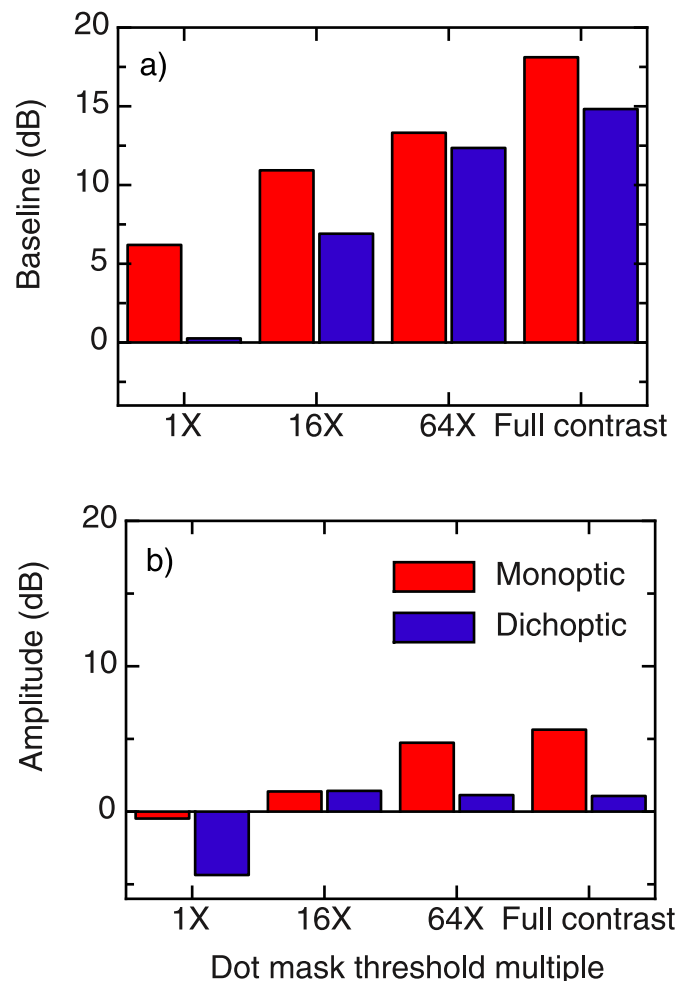 20
a)
15
10
5
0
Baseline (dB)
1X 16X 64X Full contrast
20
b)
Monoptic
Dichoptic
10
0
Amplitude (dB)
1X 16X 64X Full contrast
Dot mask threshold multiple